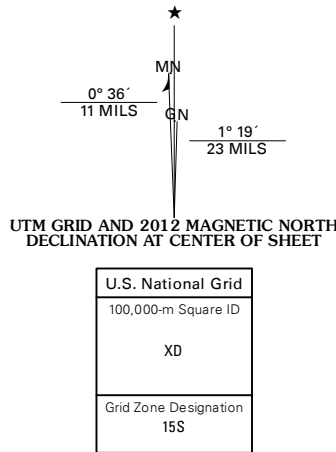 ★
MN
0° 36´
11 MILS
GN
1° 19´
23 MILS
UTM GRID AND 2012 MAGNETIC NORTH
DECLINATION AT CENTER OF SHEET
U.S. National Grid
100,000-m Square ID
XD
Grid Zone Designation
15S